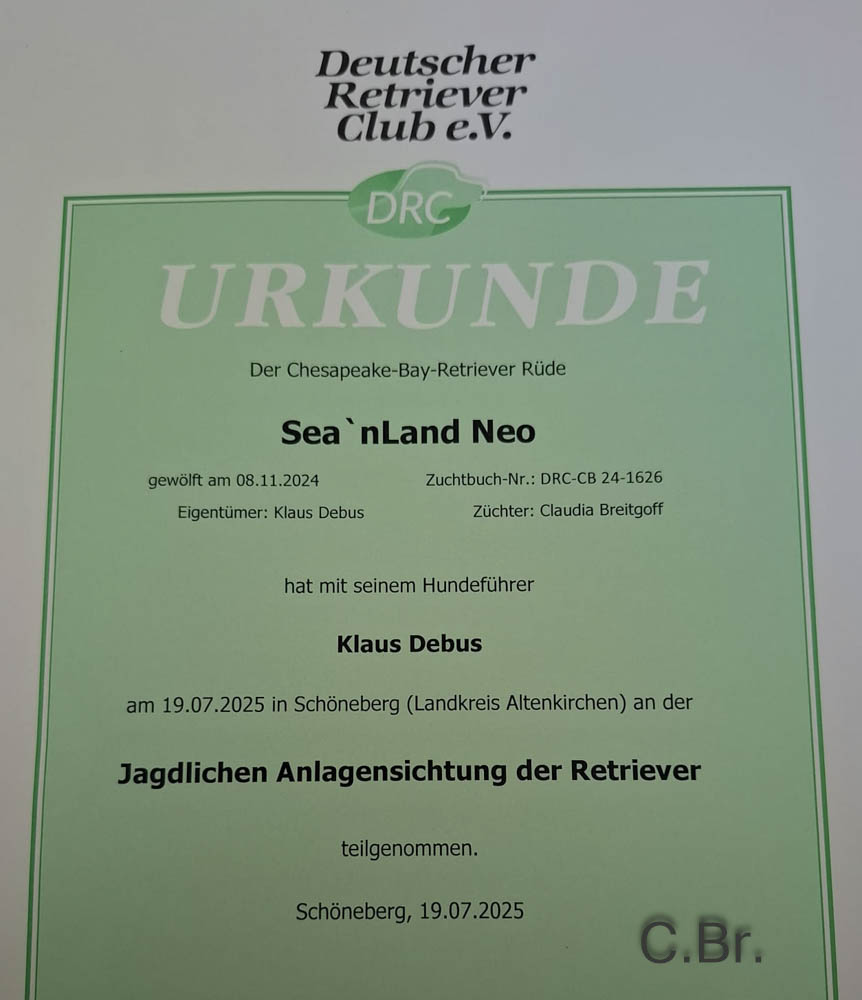 Deutscher
Retriever
Club e.V.
DRC
URKUNDE
Der Chesapeake-Bay-Retriever Rüde
Sea`nLand Neo
gewölft am 08.11.2024 Zuchtbuch-Nr.: DRC-CB 24-1626
Eigentümer: Klaus Debus Züchter: Claudia Breitgoff
hat mit seinem Hundeführer
Klaus Debus
am 19.07.2025 in Schöneberg (Landkreis Altenkirchen) an der
Jagdlichen Anlagensichtung der Retriever
teilgenommen.
Schöneberg, 19.07.2025
C.Br.